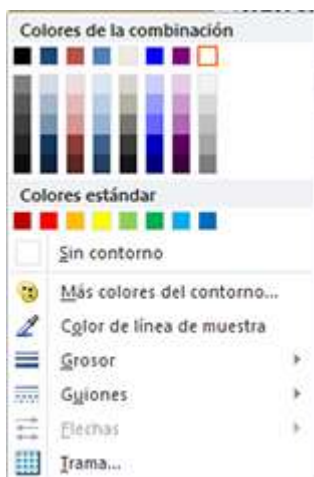 Colores de la combinación
Colores estándar
Sin contorno
Más colores del contorno...
Color de línea de muestra
Grosor
Guiones
Flechas
Trama...